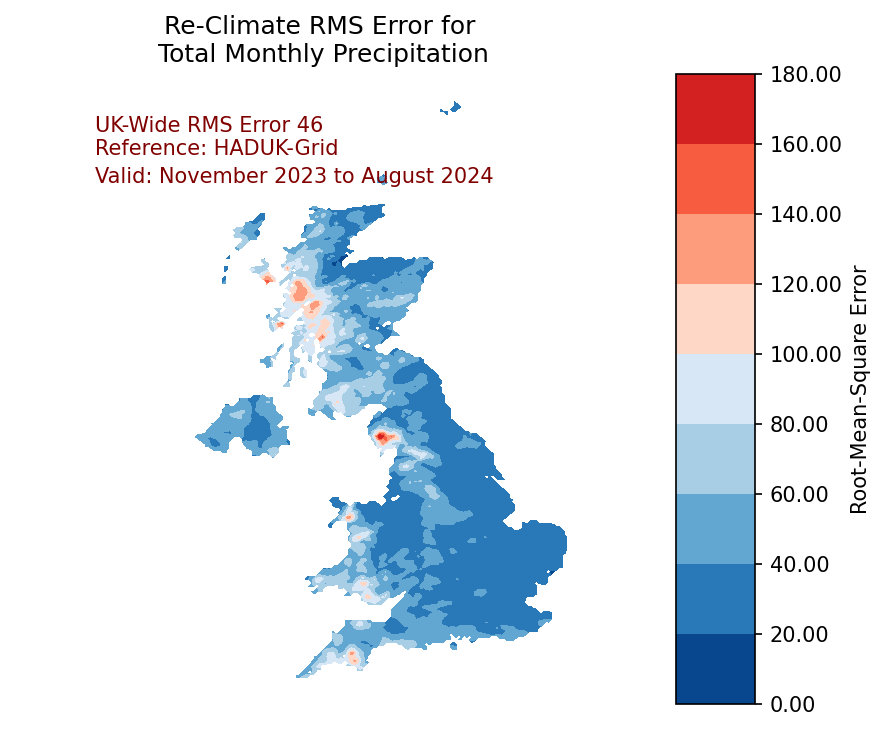 Re-Climate RMS Error for
Total Monthly Precipitation
UK-Wide RMS Error 46
Reference: HADUK-Grid
Valid: November 2023 to August 2024
180.00
160.00
140.00
120.00
100.00
80.00
60.00
40.00
20.00
0.00
Root-Mean-Square Error